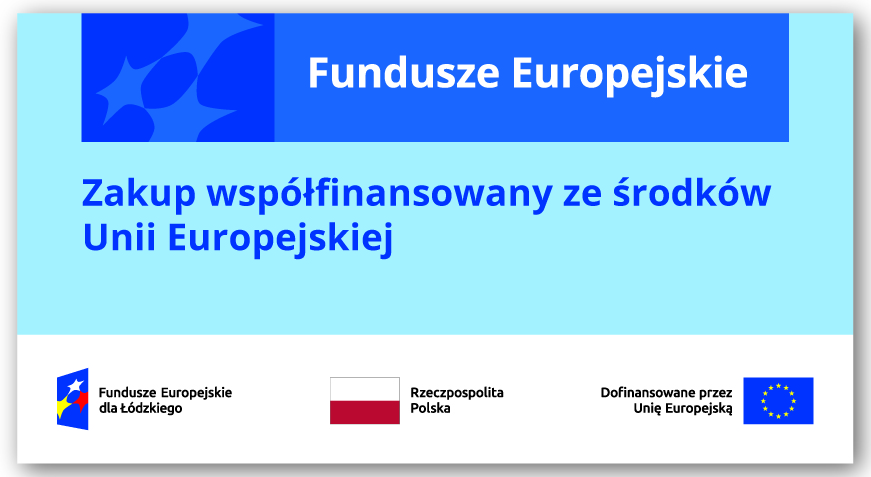 Fundusze Europejskie
Zakup współfinansowany ze środków
Unii Europejskiej
Fundusze Europejskie
dla Łódzkiego
Rzeczpospolita
Polska
Dofinansowane przez
Unię Europejską